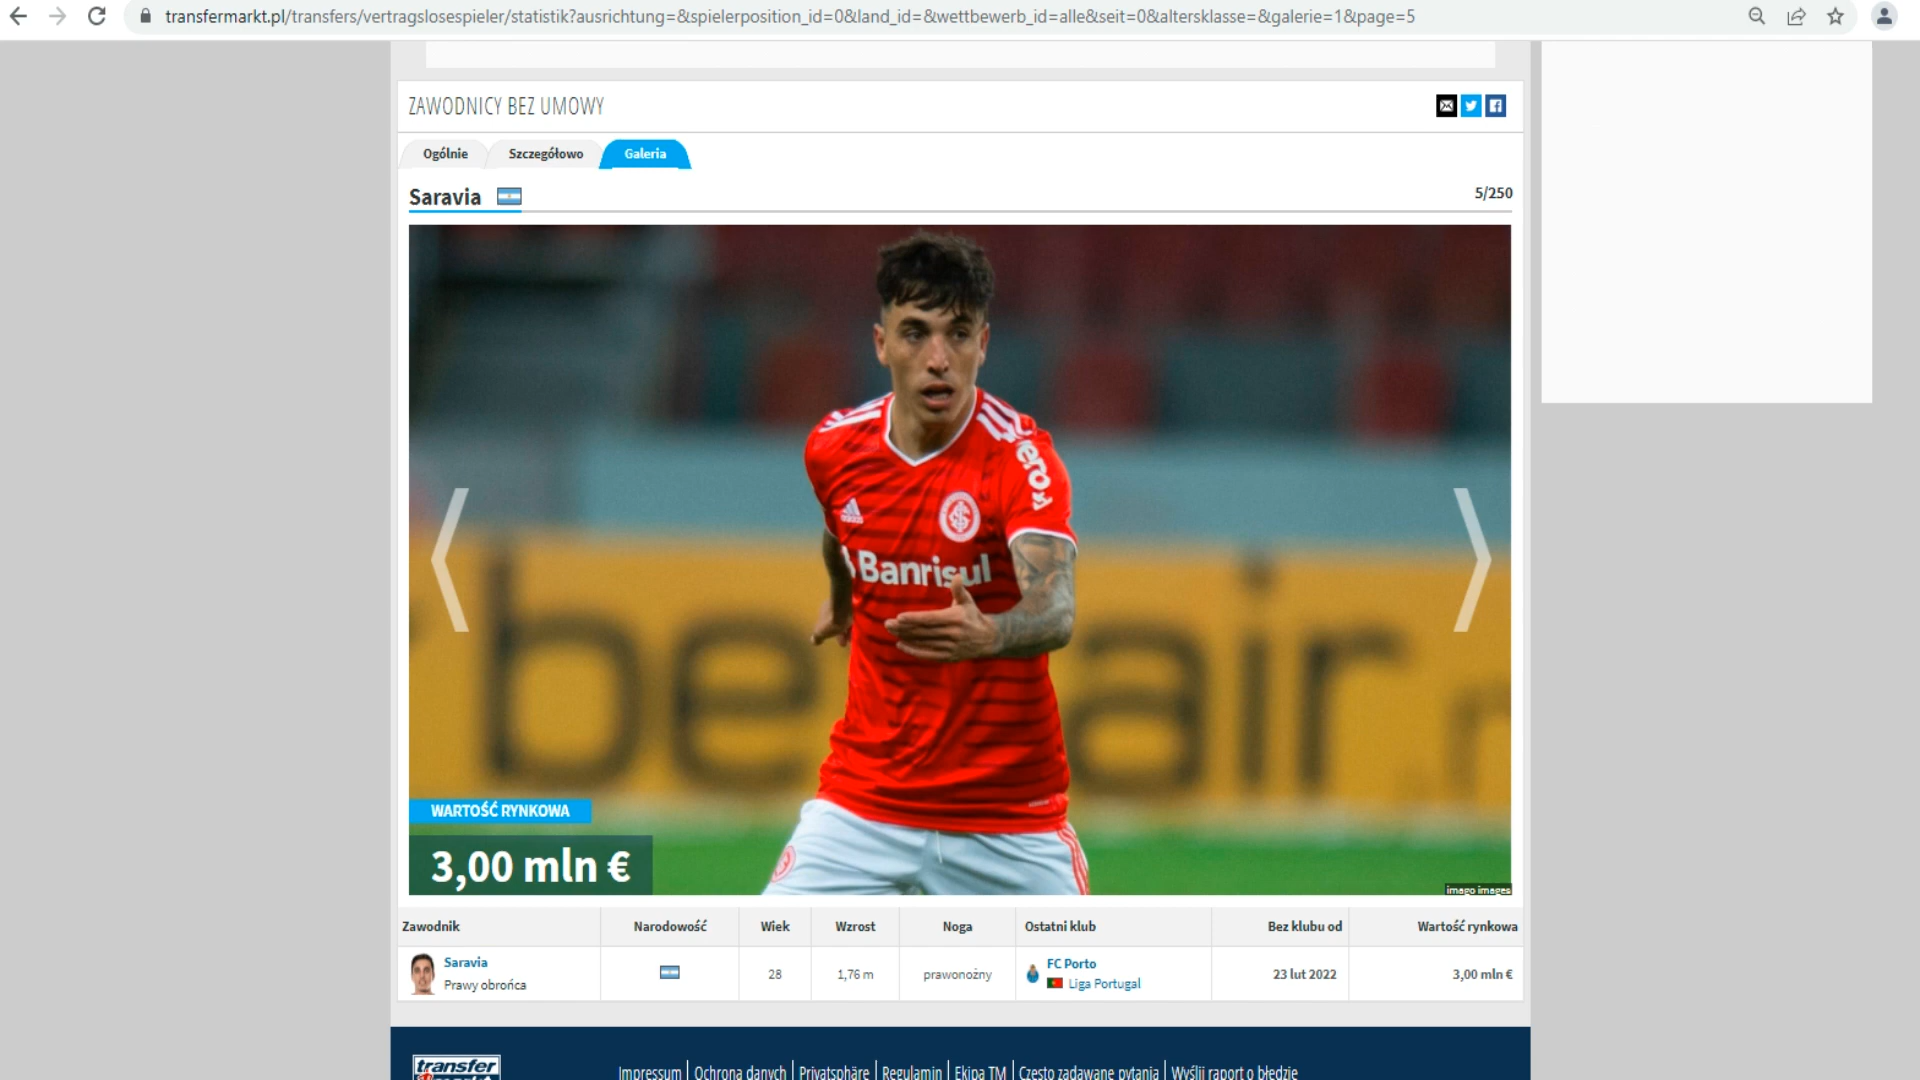 transfermarkt.pl/transfers/vertragslosespieler/statistik?ausrichtung=&spielerposition_id=0&land_id=&wettbewerb_id=alle&seit=0&altersklasse=&galerie=1&page=5
ZAWODNICY BEZ UMOWY
Ogólnie Szczegółowo Galeria
Saravia 5/250
ero
adidas
Banrisul
be air
WARTOŚĆ RYNKOWA
3,00 mln €
imago images
Zawodnik Narodowość Wiek Wzrost Noga Ostatni klub Bez klubu od Wartość rynkowa
Saravia
Prawy obrońca
28 1,76 m prawonożny
FC Porto
Liga Portugal
23 lut 2022 3,00 mln €
transfer
Impressum | Ochrona danych | Privatsphäre | Regulamin | Ekipa TM | Często zadawane pytania | Wyślij raport o błędzie